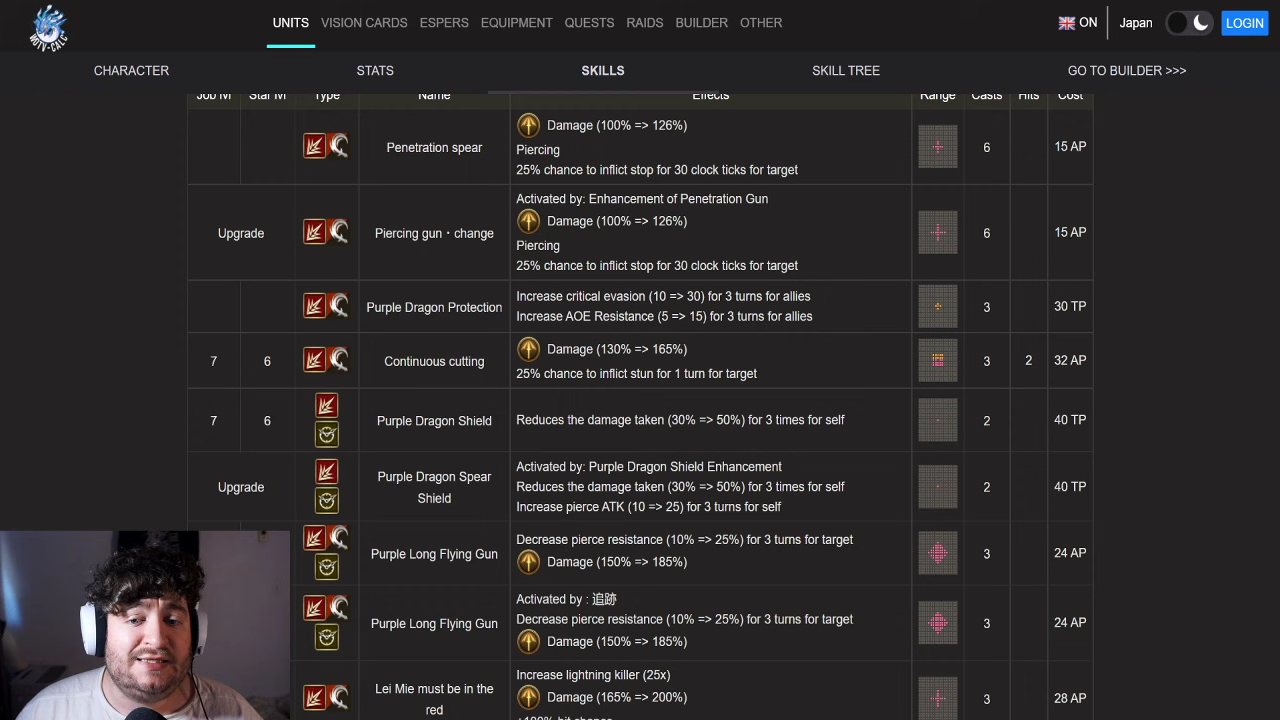 WOTV-CALC
UNITS VISION CARDS ESPERS EQUIPMENT QUESTS RAIDS BUILDER OTHER
ON Japan LOGIN
CHARACTER STATS SKILLS SKILL TREE GO TO BUILDER >>>
Job lvl Star lvl Type Name Effects Range Casts Hits Cost
Damage (100% => 126%)
Penetration spear Piercing 6 15 AP
25% chance to inflict stop for 30 clock ticks for target
Activated by: Enhancement of Penetration Gun
Damage (100% => 126%)
Upgrade Piercing gun・change 6 15 AP
Piercing
25% chance to inflict stop for 30 clock ticks for target
Increase critical evasion (10 => 30) for 3 turns for allies
Purple Dragon Protection 3 30 TP
Increase AOE Resistance (5 => 15) for 3 turns for allies
Damage (130% => 165%)
7 6 Continuous cutting 3 2 32 AP
25% chance to inflict stun for 1 turn for target
7 6 Purple Dragon Shield Reduces the damage taken (30% => 50%) for 3 times for self 2 40 TP
Activated by: Purple Dragon Shield Enhancement
Upgrade Purple Dragon Spear Shield Reduces the damage taken (30% => 50%) for 3 times for self 2 40 TP
Increase pierce ATK (10 => 25) for 3 turns for self
Decrease pierce resistance (10% => 25%) for 3 turns for target
Purple Long Flying Gun 3 24 AP
Damage (150% => 185%)
Activated by : 追跡
Purple Long Flying Gun Decrease pierce resistance (10% => 25%) for 3 turns for target 3 24 AP
Damage (150% => 185%)
Increase lightning killer (25x)
Lei Mie must be in the red Damage (165% => 200%) 3 28 AP
+100% hit chance